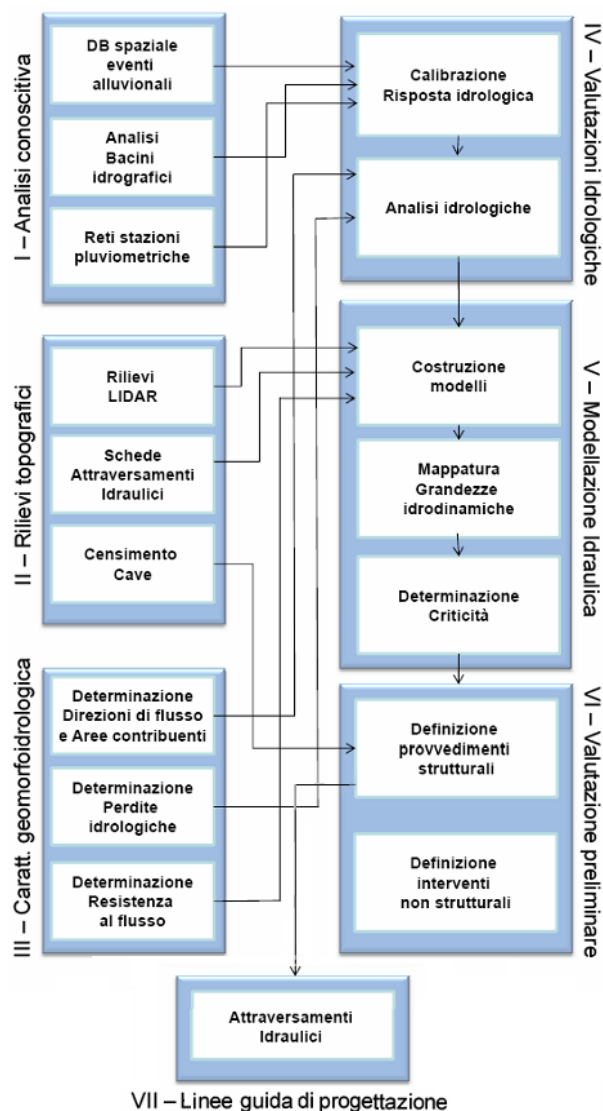 I – Analisi conoscitiva
DB spaziale
eventi
alluvionali
Analisi
Bacini
idrografici
Reti stazioni
pluviometriche
II – Rilievi topografici
Rilievi
LIDAR
Schede
Attraversamenti
Idraulici
Censimento
Cave
III – Caratt. geomorfoidrologica
Determinazione
Direzioni di flusso
e Aree contribuenti
Determinazione
Perdite
idrologiche
Determinazione
Resistenza
al flusso
IV – Valutazioni Idrologiche
Calibrazione
Risposta idrologica
Analisi idrologiche
V – Modellazione Idraulica
Costruzione
modelli
Mappatura
Grandezze
idrodinamiche
Determinazione
Criticità
VI – Valutazione preliminare
Definizione
provvedimenti
strutturali
Definizione
interventi
non strutturali
Attraversamenti
Idraulici
VII – Linee guida di progettazione